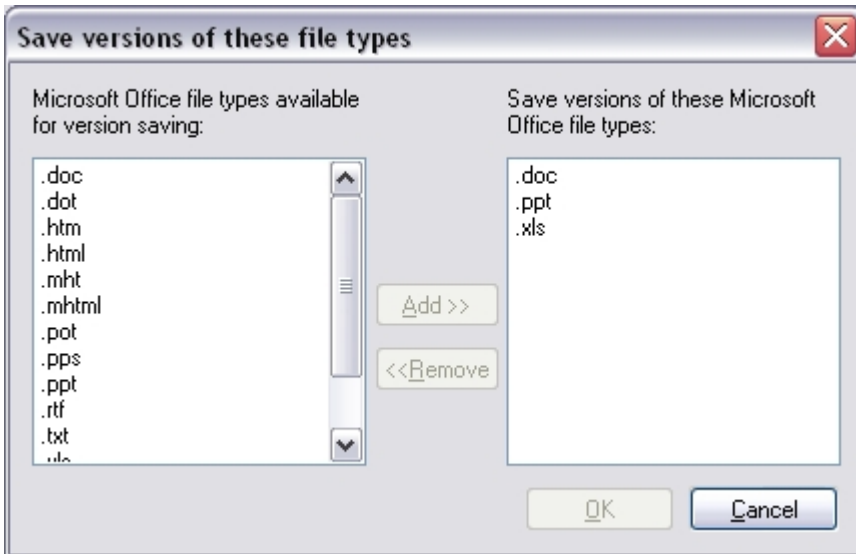 Save versions of these file types
Microsoft Office file types available
for version saving:
.doc
.dot
.htm
.html
.mht
.mhtml
.pot
.pps
.ppt
.rtf
.txt
Add >>
<<Remove
Save versions of these Microsoft
Office file types:
.doc
.ppt
.xls
OK
Cancel